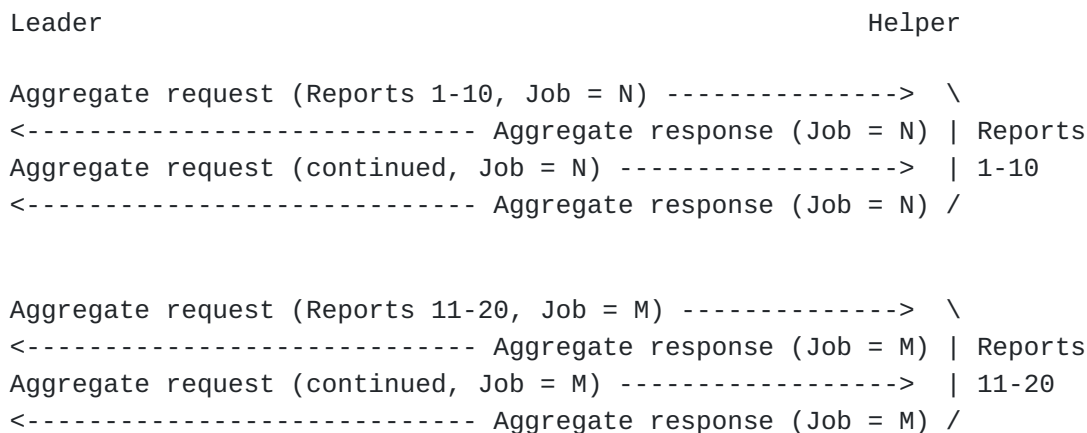 Leader                                                 Helper
Aggregate request (Reports 1-10, Job = N) --------------->  \
<----------------------------- Aggregate response (Job = N) | Reports
Aggregate request (continued, Job = N) ------------------>  | 1-10
<----------------------------- Aggregate response (Job = N) /
Aggregate request (Reports 11-20, Job = M) -------------->  \
<----------------------------- Aggregate response (Job = M) | Reports
Aggregate request (continued, Job = M) ------------------>  | 11-20
<----------------------------- Aggregate response (Job = M) /